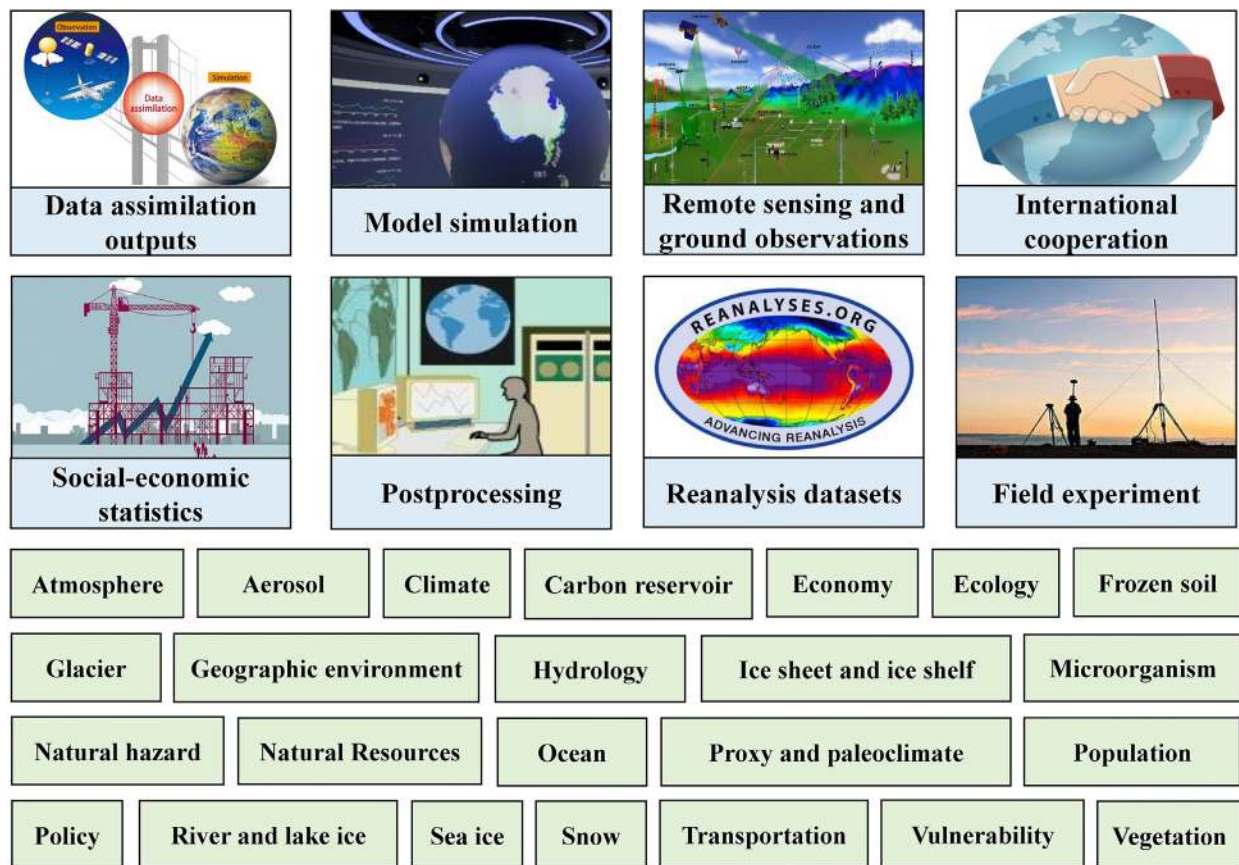 Observation
Simulation
Data
assimilation
Data assimilation
outputs
Model simulation
Remote sensing and
ground observations
International
cooperation
Social-economic
statistics
Postprocessing
REANALYSES.ORG
ADVANCING REANALYSIS
Reanalysis datasets
Field experiment
Atmosphere
Aerosol
Climate
Carbon reservoir
Economy
Ecology
Frozen soil
Glacier
Geographic environment
Hydrology
Ice sheet and ice shelf
Microorganism
Natural hazard
Natural Resources
Ocean
Proxy and paleoclimate
Population
Policy
River and lake ice
Sea ice
Snow
Transportation
Vulnerability
Vegetation